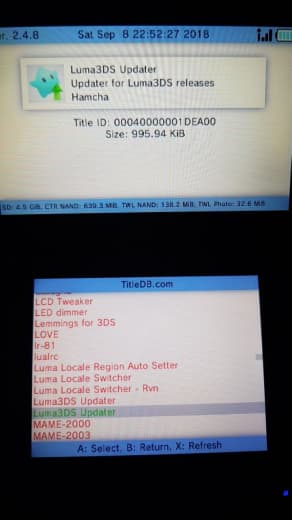 er. 2.4.8 Sat Sep 8 22:52:27 2018
Luma3DS Updater
Updater for Luma3DS releases
Hamcha
Title ID: 00040000001DEA00
Size: 995.94 KiB
SD: 4.5 GiB, CTR NAND: 639.3 MiB, TWL NAND: 138.2 MiB, TWL Photo: 32.6 MiB
TitleDB.com
LCD Tweaker
LED dimmer
Lemmings for 3DS
LOVE
lr-81
lualrc
Luma Locale Region Auto Setter
Luma Locale Switcher
Luma Locale Switcher - Rvn
Luma3DS Updater
Luma3DS Updater
MAME-2000
MAME-2003
A: Select, B: Return, X: Refresh